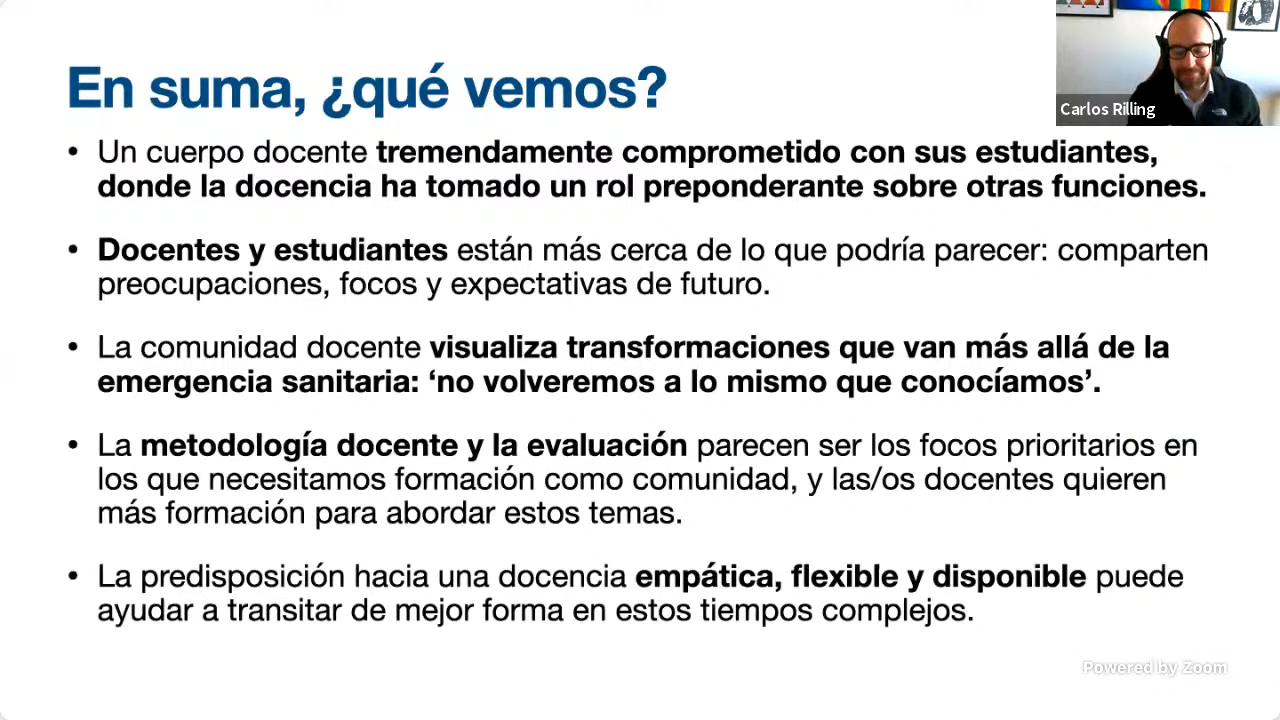 En suma, ¿qué vemos?
Carlos Rilling
• Un cuerpo docente tremendamente comprometido con sus estudiantes,
donde la docencia ha tomado un rol preponderante sobre otras funciones.
• Docentes y estudiantes están más cerca de lo que podría parecer: comparten
preocupaciones, focos y expectativas de futuro.
• La comunidad docente visualiza transformaciones que van más allá de la
emergencia sanitaria: ‘no volveremos a lo mismo que conocíamos’.
• La metodología docente y la evaluación parecen ser los focos prioritarios en
los que necesitamos formación como comunidad, y las/os docentes quieren
más formación para abordar estos temas.
• La predisposición hacia una docencia empática, flexible y disponible puede
ayudar a transitar de mejor forma en estos tiempos complejos.
Powered by Zoom